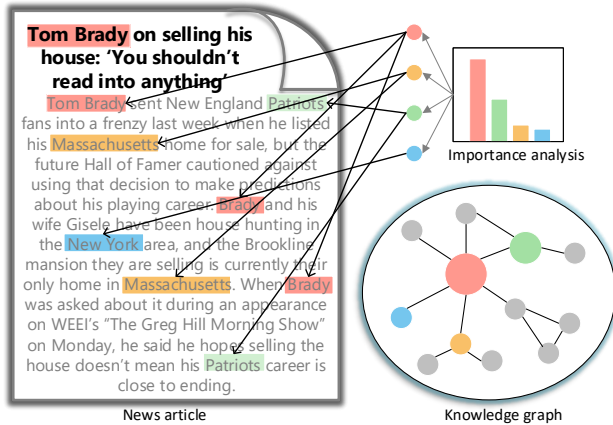 Tom Brady on selling his
house: ‘You shouldn’t
read into anything’
Tom Brady sent New England Patriots
fans into a frenzy last week when he listed
his Massachusetts home for sale, but the
future Hall of Famer cautioned against
using that decision to make predictions
about his playing career. Brady and his
wife Gisele have been house hunting in
the New York area, and the Brookline
mansion they are selling is currently their
only home in Massachusetts. When Brady
was asked about it during an appearance
on WEEI’s “The Greg Hill Morning Show”
on Monday, he said he hopes selling the
house doesn’t mean his Patriots career is
close to ending.
News article
Importance analysis
Knowledge graph